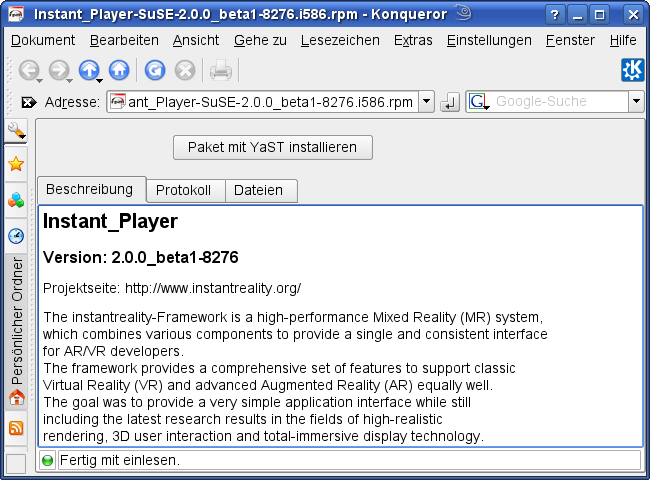 Instant_Player-SuSE-2.0.0_beta1-8276.i586.rpm - Konqueror
Dokument Bearbeiten Ansicht Gehe zu Lesezeichen Extras Einstellungen Fenster Hilfe
Adresse: ant_Player-SuSE-2.0.0_beta1-8276.i586.rpm Google-Suche
Paket mit YaST installieren
Beschreibung Protokoll Dateien
Instant_Player
Version: 2.0.0_beta1-8276
Projektseite: http://www.instantreality.org/
The instantreality-Framework is a high-performance Mixed Reality (MR) system,
which combines various components to provide a single and consistent interface
for AR/VR developers.
The framework provides a comprehensive set of features to support classic
Virtual Reality (VR) and advanced Augmented Reality (AR) equally well.
The goal was to provide a very simple application interface while still
including the latest research results in the fields of high-realistic
rendering, 3D user interaction and total-immersive display technology.
Persönlicher Ordner
Fertig mit einlesen.